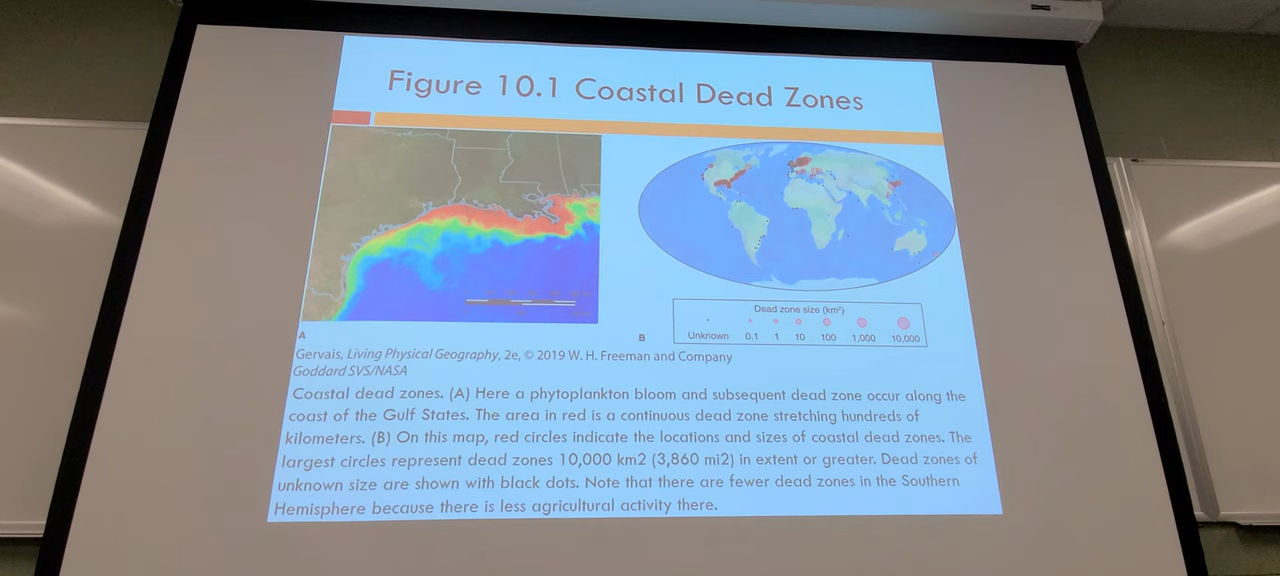 Figure 10.1 Coastal Dead Zones
A
B
Dead zone size (km²)
Unknown 0.1 1 10 100 1,000 10,000
Gervais, Living Physical Geography, 2e, © 2019 W. H. Freeman and Company
Goddard SVS/NASA
Coastal dead zones. (A) Here a phytoplankton bloom and subsequent dead zone occur along the
coast of the Gulf States. The area in red is a continuous dead zone stretching hundreds of
kilometers. (B) On this map, red circles indicate the locations and sizes of coastal dead zones. The
largest circles represent dead zones 10,000 km2 (3,860 mi2) in extent or greater. Dead zones of
unknown size are shown with black dots. Note that there are fewer dead zones in the Southern
Hemisphere because there is less agricultural activity there.